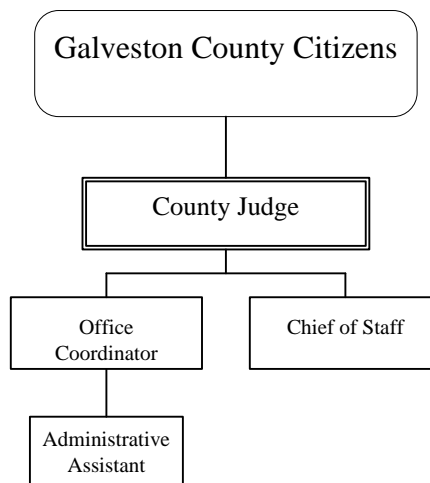 Galveston County Citizens
County Judge
Office
Coordinator
Chief of Staff
Administrative
Assistant